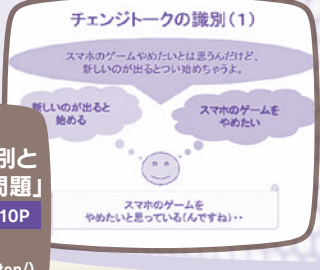 チェンジトークの識別(1)
スマホのゲームやめたいとは思うんだけど、
新しいのが出るとつい始めちゃうよ。
新しいのが出ると
始める
スマホのゲームを
やめたい
別と
問題」
10P
スマホのゲームを
やめたいと思っている(んですね)・・